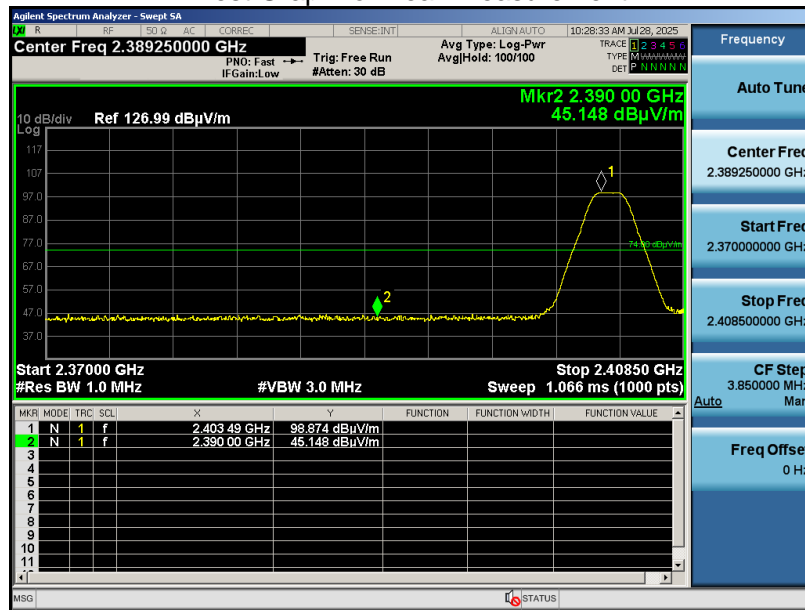 Agilent Spectrum Analyzer - Swept SA
R RF 50 Ω AC CORREC SENSE:INT ALIGN AUTO 10:28:33 AM Jul 28, 2025
Center Freq 2.389250000 GHz
PNO: Fast
IFGain:Low
Trig: Free Run
#Atten: 30 dB
Avg Type: Log-Pwr
Avg|Hold: 100/100
TRACE 1 2 3 4 5 6
TYPE M
DET P N N N N N
Mkr2 2.390 00 GHz
45.148 dBµV/m
10 dB/div Ref 126.99 dBµV/m
Log
117
107
97.0
87.0
77.0
67.0
57.0
47.0
37.0
1
2
74.00 dBµV/m
Start 2.37000 GHz Stop 2.40850 GHz
#Res BW 1.0 MHz #VBW 3.0 MHz Sweep 1.066 ms (1000 pts)
MKR MODE TRC SCL X Y FUNCTION FUNCTION WIDTH FUNCTION VALUE
1 N 1 f 2.403 49 GHz 98.874 dBµV/m
2 N 1 f 2.390 00 GHz 45.148 dBµV/m
3
4
5
6
7
8
9
10
11
MSG STATUS
Frequency
Auto Tune
Center Freq
2.389250000 GHz
Start Freq
2.370000000 GHz
Stop Freq
2.408500000 GHz
CF Step
3.850000 MHz
Auto Man
Freq Offset
0 Hz